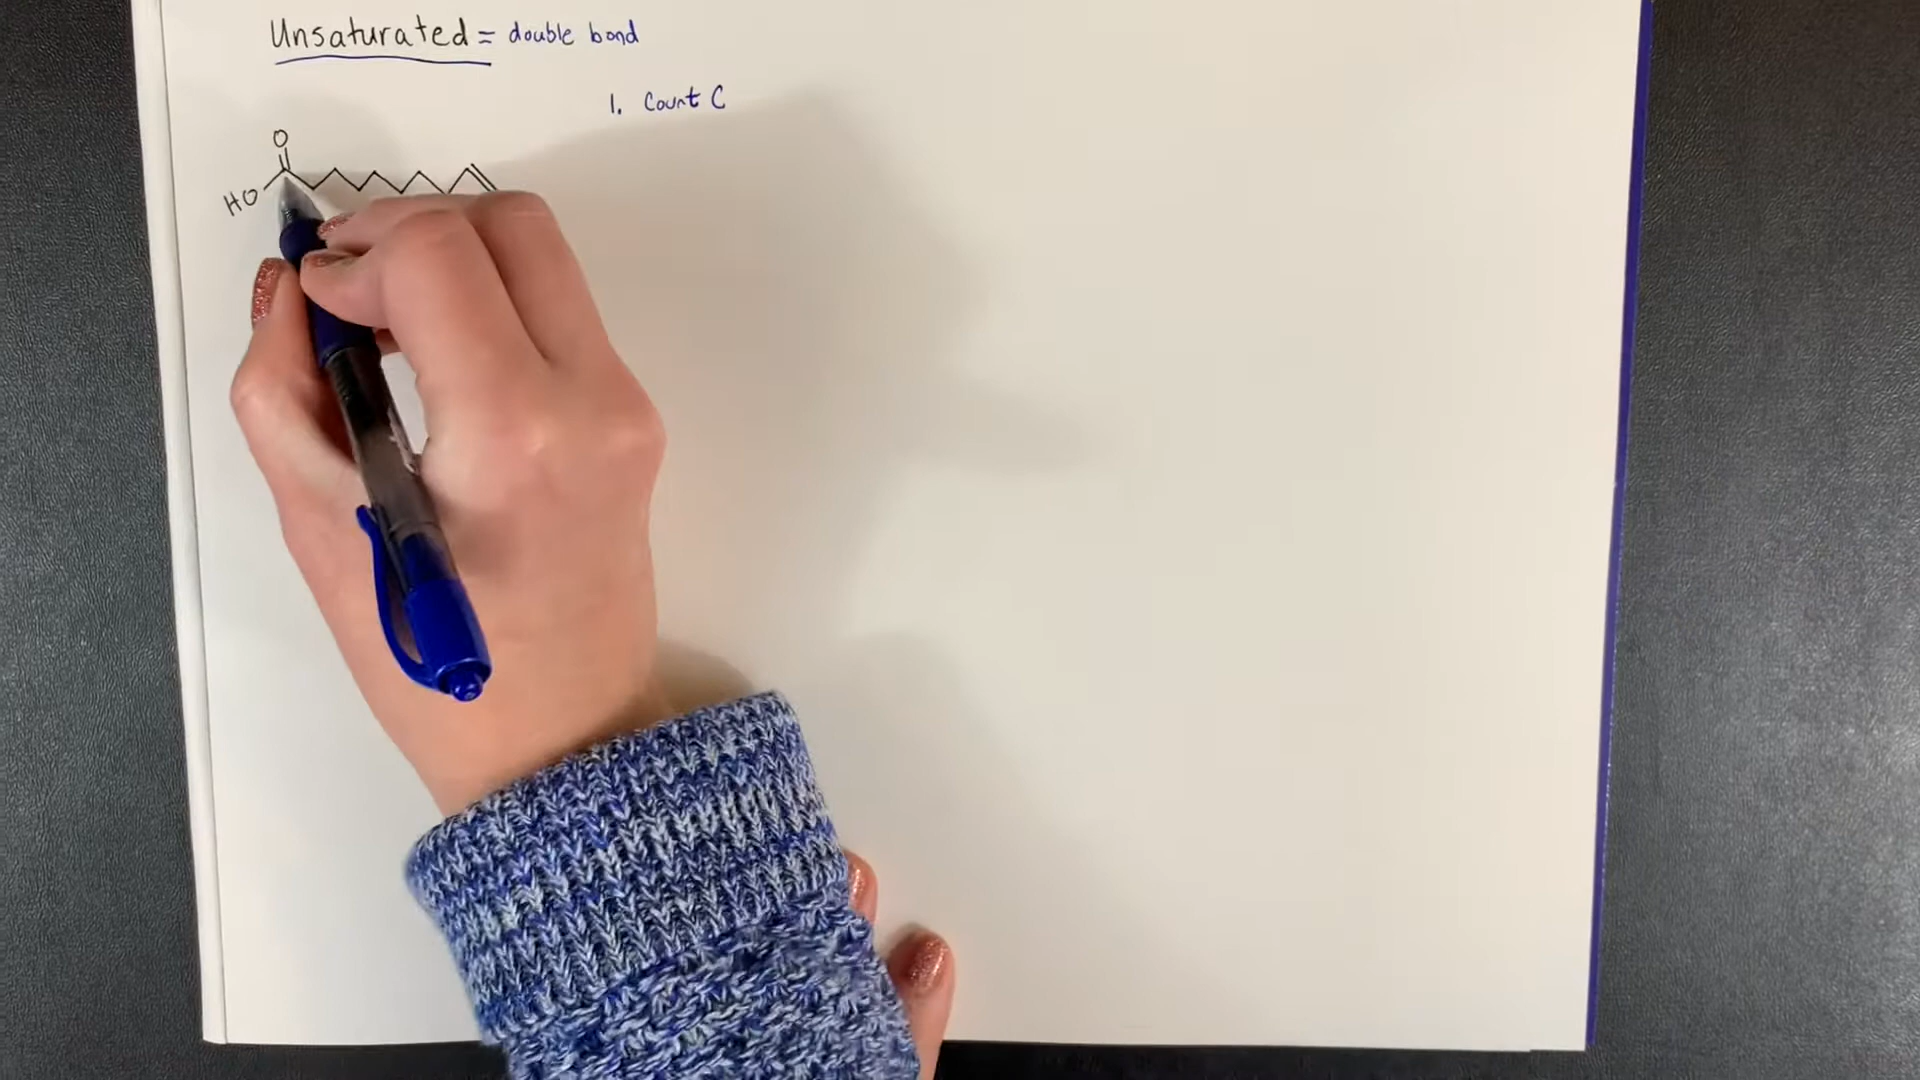 Unsaturated = double bond
1. Count C
O
HO